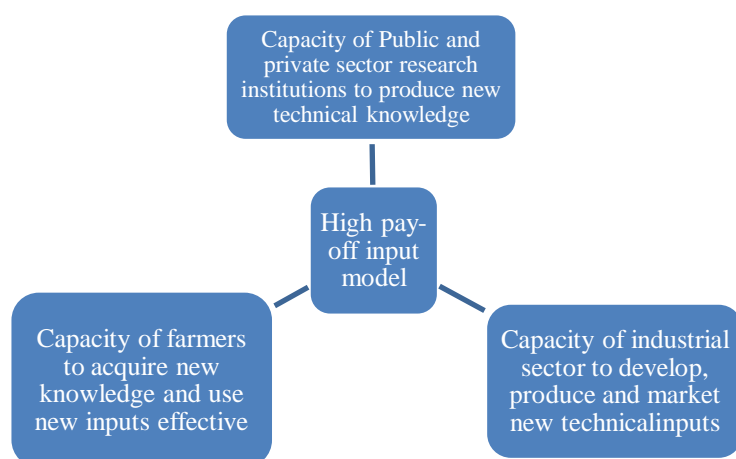 Capacity of Public and
private sector research
institutions to produce new
technical knowledge
High pay-
off input
model
Capacity of farmers
to acquire new
knowledge and use
new inputs effective
Capacity of industrial
sector to develop,
produce and market
new technicalinputs